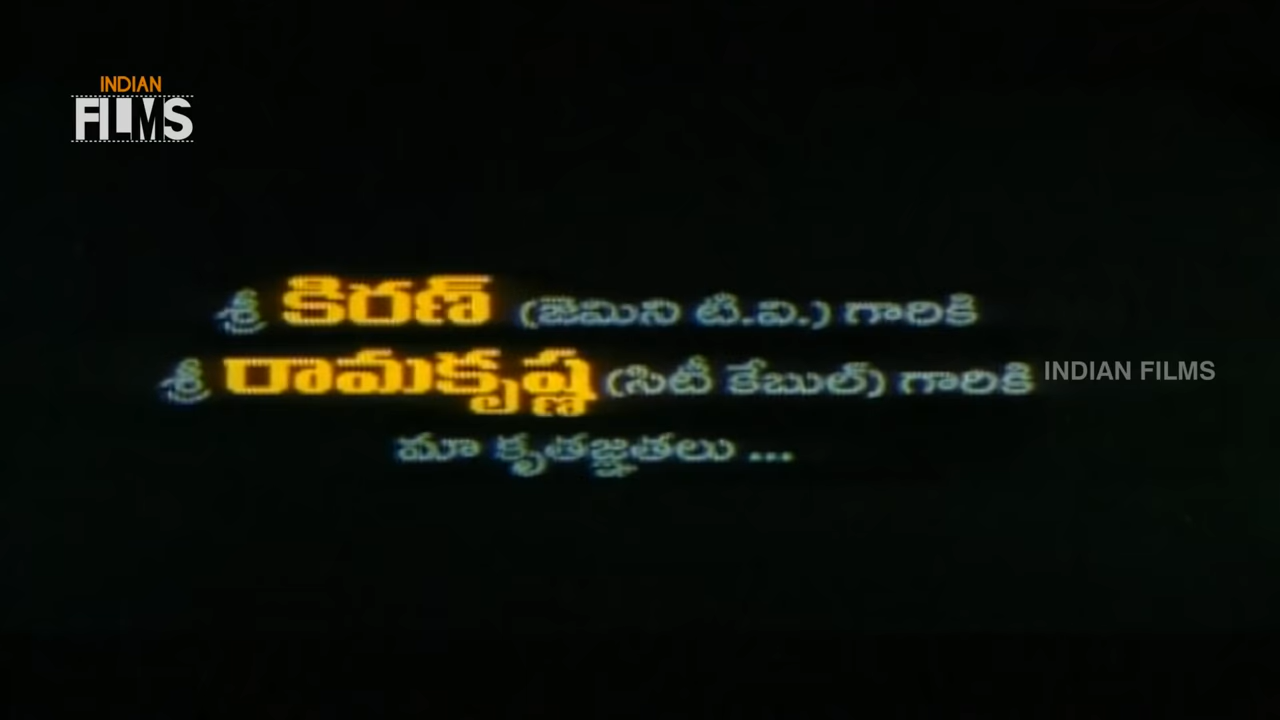 INDIAN
FILMS
శ్రీ కిరణ్ (జెమిని టి.వి.) గారికి
శ్రీ రామకృష్ణ (సిటీ కేబుల్) గారికి
INDIAN FILMS
మా కృతజ్ఞతలు ...